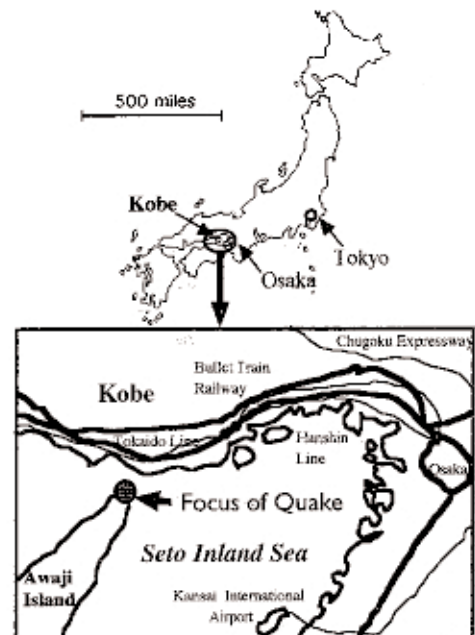 500 miles
Kobe
Osaka
Tokyo
Chugoku Expressway
Bullet Train
Railway
Kobe
Tokaido Line
Hanshin
Line
Osaka
Focus of Quake
Seto Inland Sea
Awaji
Island
Kansai International
Airport